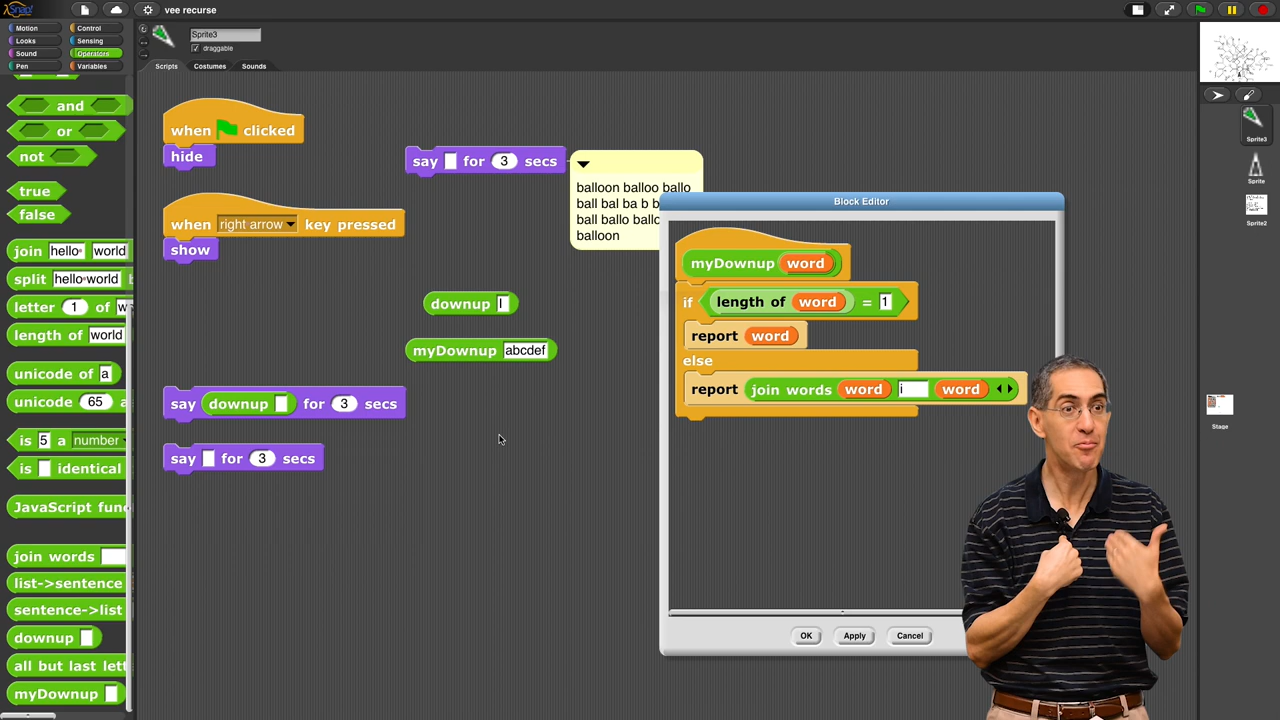 Snap!
vee recurse
Motion
Control
Looks
Sensing
Sound
Operators
Pen
Variables
and
or
not
true
false
join hello world
split hello world b
letter 1 of w
length of world
unicode of a
unicode 65 a
is 5 a number
is identical
JavaScript func
join words
list->sentence
sentence->list
downup
all but last lett
myDownup
Sprite3
draggable
Scripts
Costumes
Sounds
when clicked
hide
when right arrow key pressed
show
say for 3 secs
balloon balloo ballo
ball bal ba b b
ball ballo ballo
balloon
downup l
myDownup abcdef
say downup for 3 secs
say for 3 secs
Block Editor
myDownup word
if length of word = 1
report word
else
report join words word i word
OK
Apply
Cancel
Sprite3
Sprite
Sprite2
Stage